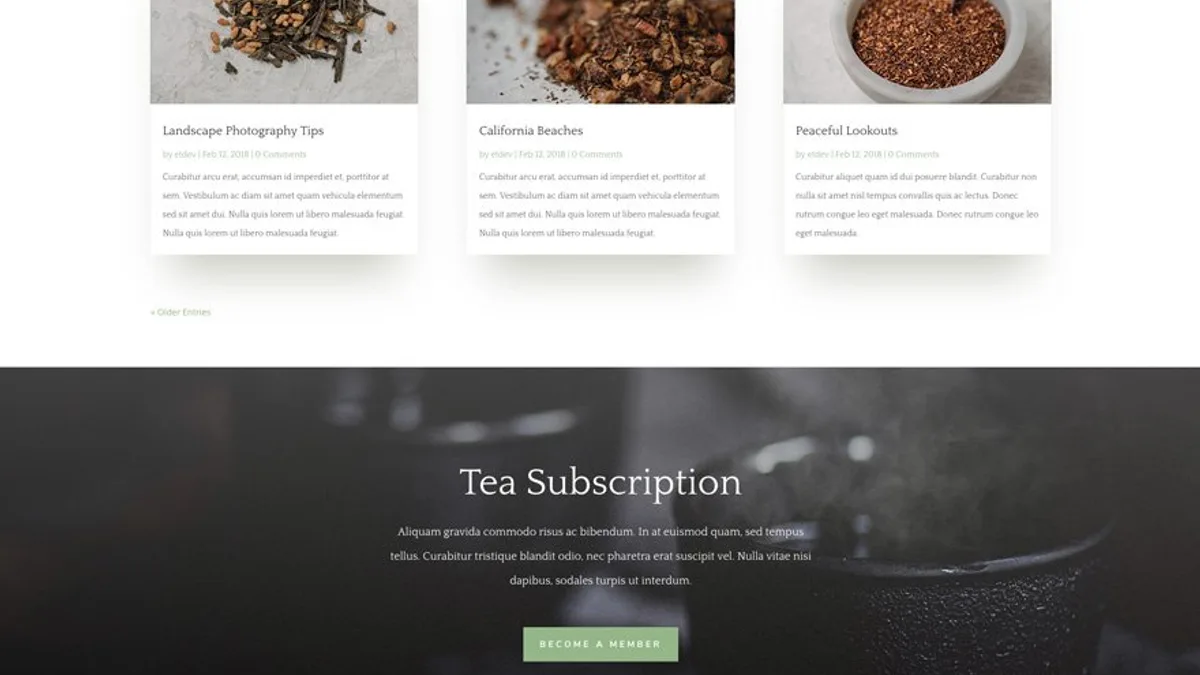 Landscape Photography Tips
by etdev | Feb 12, 2018 | 0 Comments
Curabitur arcu erat, accumsan id imperdiet et, porttitor at
sem. Vestibulum ac diam sit amet quam vehicula elementum
sed sit amet dui. Nulla quis lorem ut libero malesuada feugiat.
Nulla quis lorem ut libero malesuada feugiat.
California Beaches
by etdev | Feb 12, 2018 | 0 Comments
Curabitur arcu erat, accumsan id imperdiet et, porttitor at
sem. Vestibulum ac diam sit amet quam vehicula elementum
sed sit amet dui. Nulla quis lorem ut libero malesuada feugiat.
Nulla quis lorem ut libero malesuada feugiat.
Peaceful Lookouts
by etdev | Feb 12, 2018 | 0 Comments
Curabitur aliquet quam id dui posuere blandit. Curabitur non
nulla sit amet nisl tempus convallis quis ac lectus. Donec
rutrum congue leo eget malesuada. Donec rutrum congue leo
eget malesuada.
« Older Entries
Tea Subscription
Aliquam gravida commodo risus ac bibendum. In at euismod quam, sed tempus
tellus. Curabitur tristique blandit odio, nec pharetra erat suscipit vel. Nulla vitae nisi
dapibus, sodales turpis ut interdum.
BECOME A MEMBER